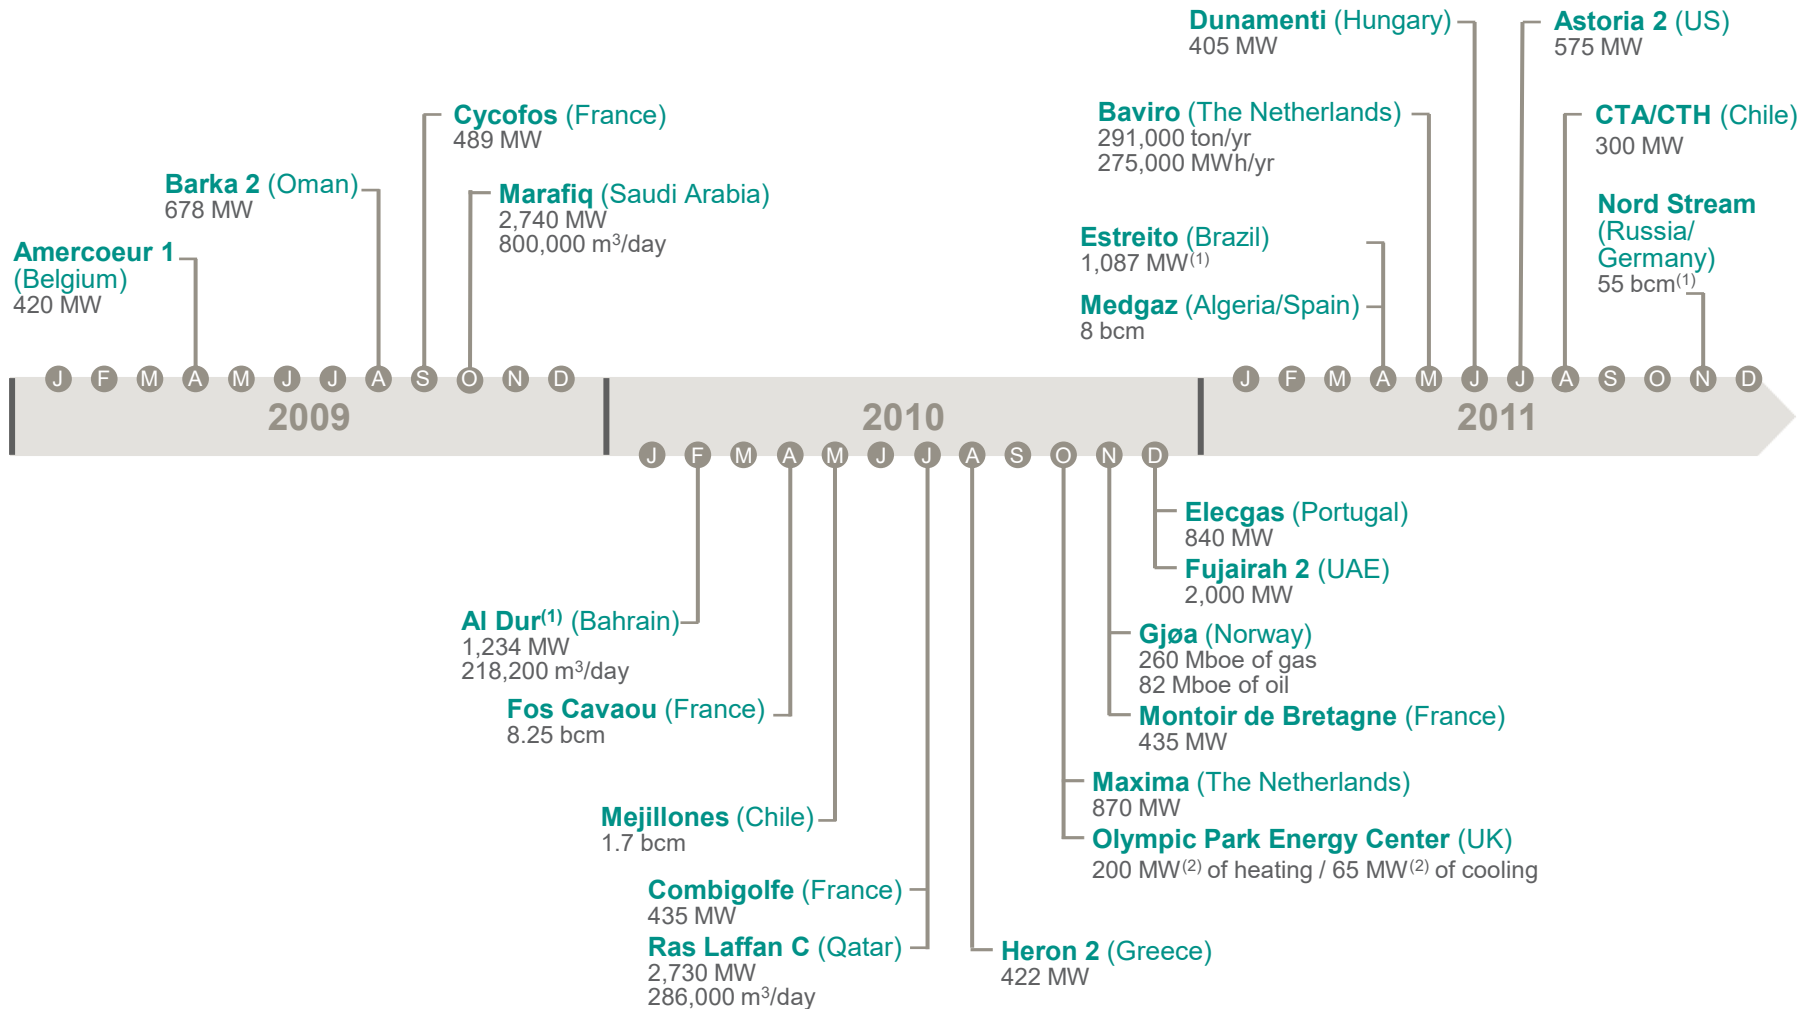 Amercoeur 1
(Belgium)
420 MW
Barka 2 (Oman)
678 MW
Cycofos (France)
489 MW
Marafiq (Saudi Arabia)
2,740 MW
800,000 m³/day
Dunamenti (Hungary)
405 MW
Baviro (The Netherlands)
291,000 ton/yr
275,000 MWh/yr
Estreito (Brazil)
1,087 MW(1)
Medgaz (Algeria/Spain)
8 bcm
Astoria 2 (US)
575 MW
CTA/CTH (Chile)
300 MW
Nord Stream
(Russia/
Germany)
55 bcm(1)
J F M A M J J A S O N D
J F M A M J J A S O N D
2009 2010 2011
J F M A M J J A S O N D
Al Dur(1) (Bahrain)
1,234 MW
218,200 m³/day
Fos Cavaou (France)
8.25 bcm
Mejillones (Chile)
1.7 bcm
Combigolfe (France)
435 MW
Ras Laffan C (Qatar)
2,730 MW
286,000 m³/day
Heron 2 (Greece)
422 MW
Elecgas (Portugal)
840 MW
Fujairah 2 (UAE)
2,000 MW
Gjøa (Norway)
260 Mboe of gas
82 Mboe of oil
Montoir de Bretagne (France)
435 MW
Maxima (The Netherlands)
870 MW
Olympic Park Energy Center (UK)
200 MW(2) of heating / 65 MW(2) of cooling